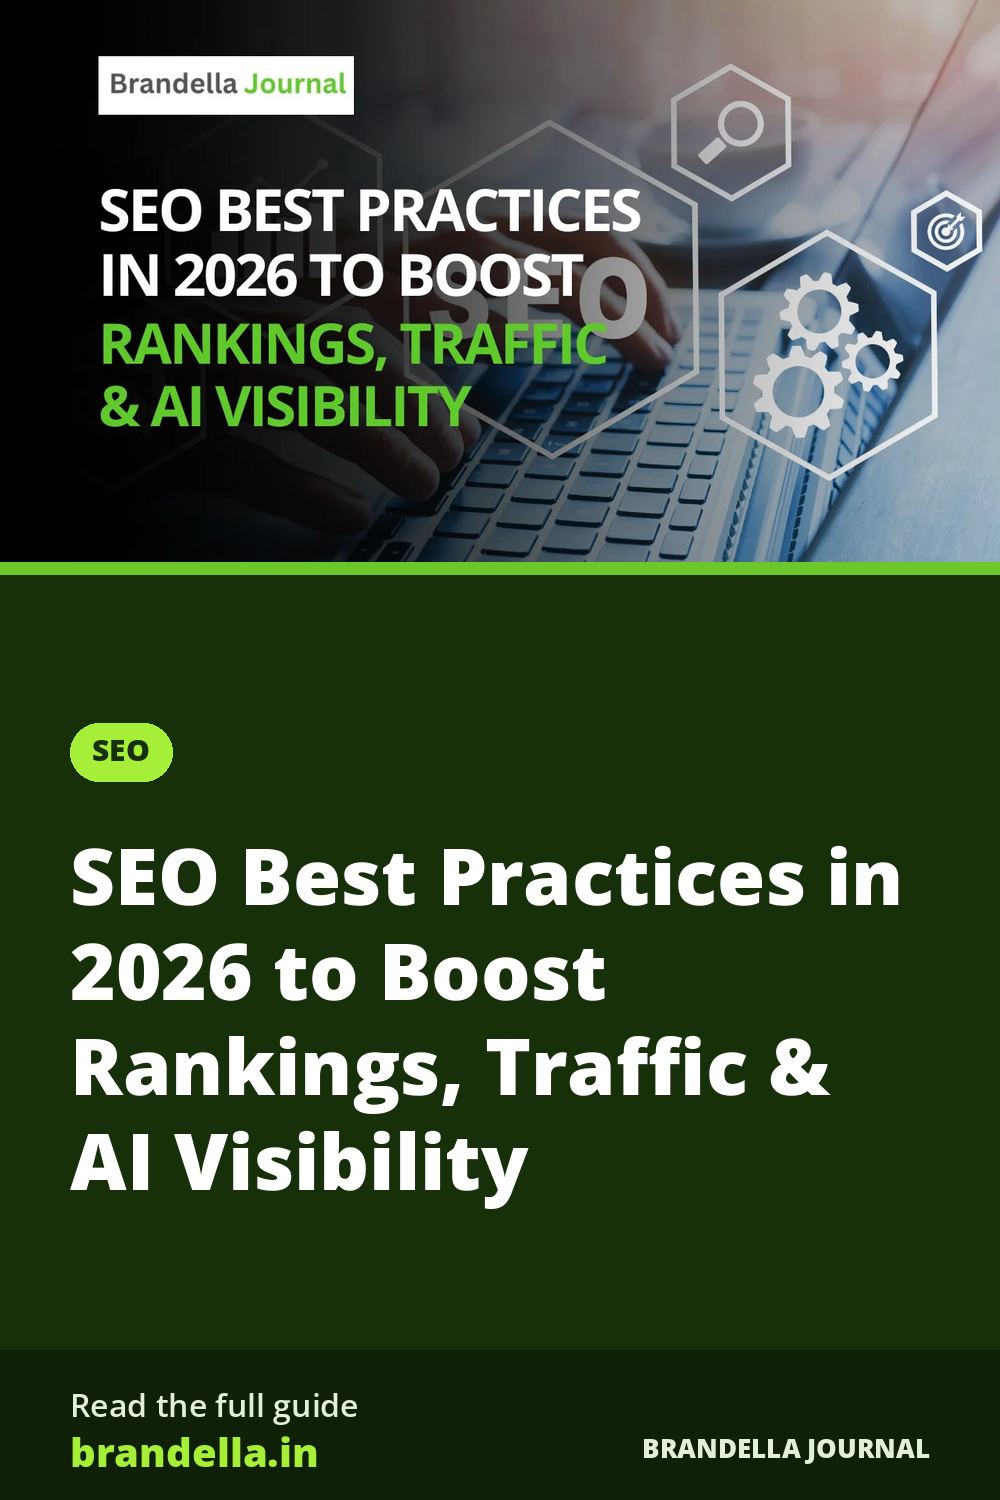 Brandella Journal
SEO BEST PRACTICES
IN 2026 TO BOOST
SEO
RANKINGS, TRAFFIC
& AI VISIBILITY
SEO
SEO Best Practices in
2026 to Boost
Rankings, Traffic &
AI Visibility
Read the full guide
brandella.in
BRANDELLA JOURNAL